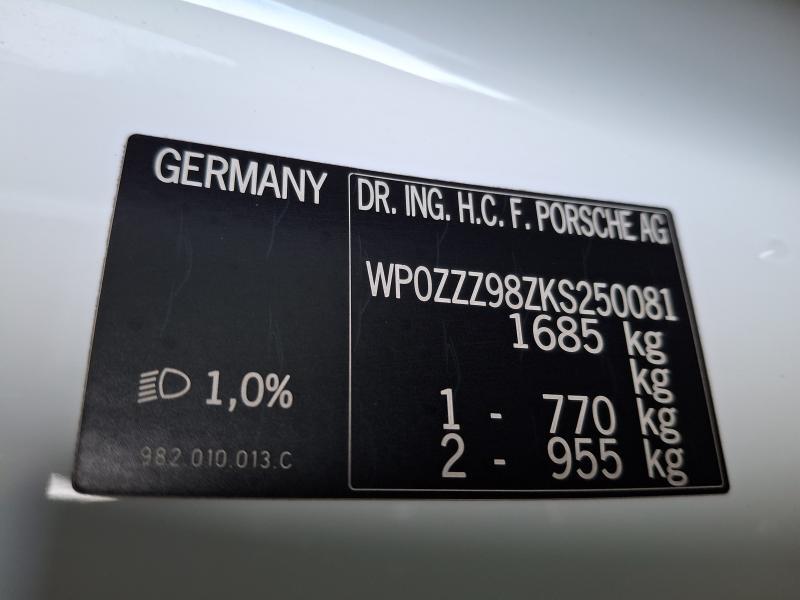 GERMANY
1,0%
982.010.013.C
DR. ING. H.C. F. PORSCHE AG
WP0ZZZ98ZKS250081
1685 kg
kg
1 - 770 kg
2 - 955 kg